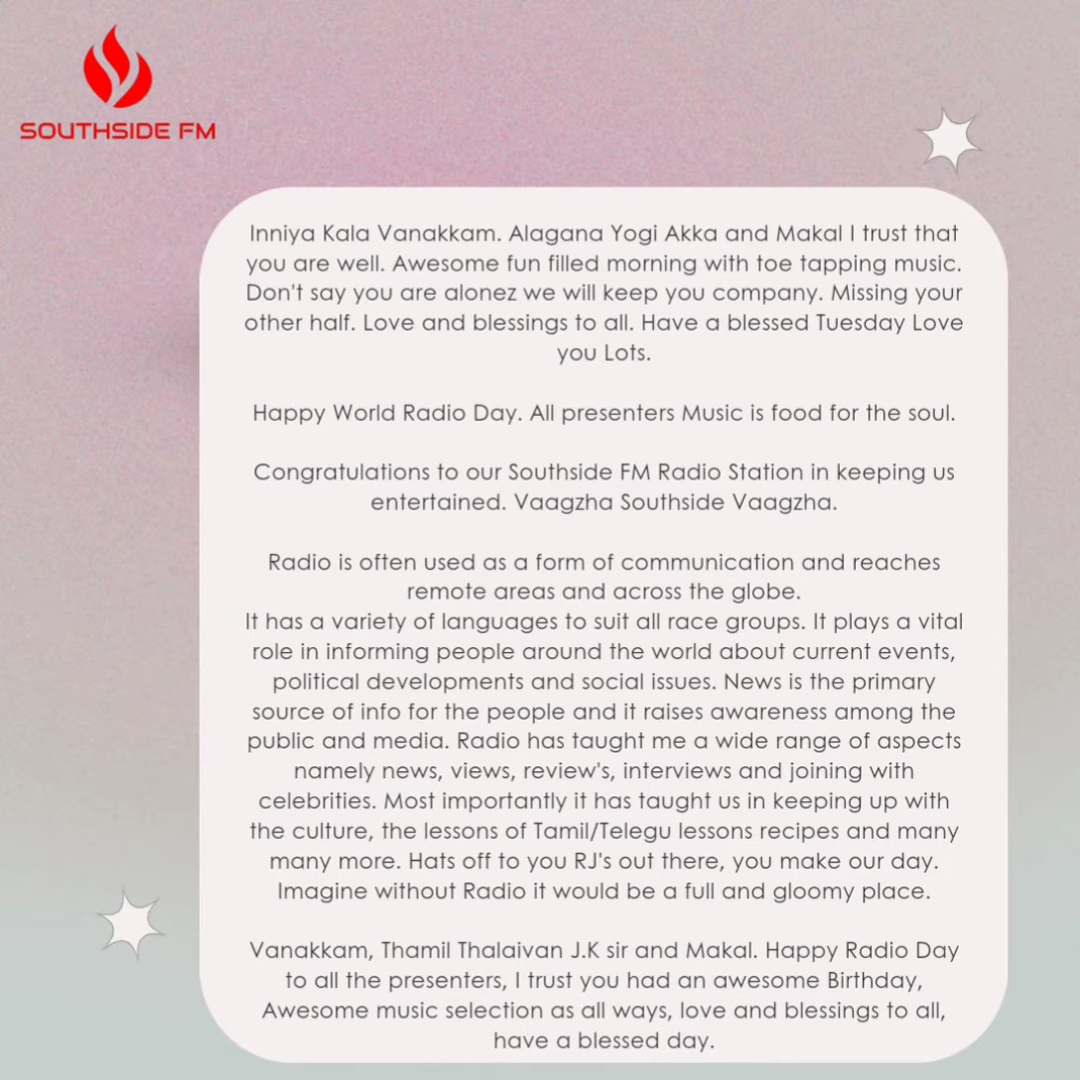 SOUTHSIDE FM
Inniya Kala Vanakkam. Alagana Yogi Akka and Makal I trust that
you are well. Awesome fun filled morning with toe tapping music.
Don't say you are alonez we will keep you company. Missing your
other half. Love and blessings to all. Have a blessed Tuesday Love
you Lots.
Happy World Radio Day. All presenters Music is food for the soul.
Congratulations to our Southside FM Radio Station in keeping us
entertained. Vaagzha Southside Vaagzha.
Radio is often used as a form of communication and reaches
remote areas and across the globe.
It has a variety of languages to suit all race groups. It plays a vital
role in informing people around the world about current events,
political developments and social issues. News is the primary
source of info for the people and it raises awareness among the
public and media. Radio has taught me a wide range of aspects
namely news, views, review's, interviews and joining with
celebrities. Most importantly it has taught us in keeping up with
the culture, the lessons of Tamil/Telegu lessons recipes and many
many more. Hats off to you RJ's out there, you make our day.
Imagine without Radio it would be a full and gloomy place.
Vanakkam, Thamil Thalaivan J.K sir and Makal. Happy Radio Day
to all the presenters, I trust you had an awesome Birthday,
Awesome music selection as all ways, love and blessings to all,
have a blessed day.